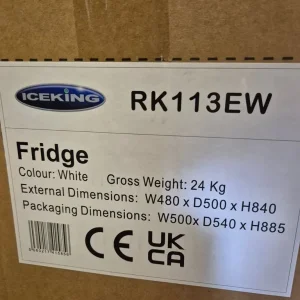 ICEKING
RK113EW
Fridge
Colour: White Gross Weight: 24 Kg
External Dimensions: W480 x D500 x H840
Packaging Dimensions: W500x D540 x H885
CE UK
CA